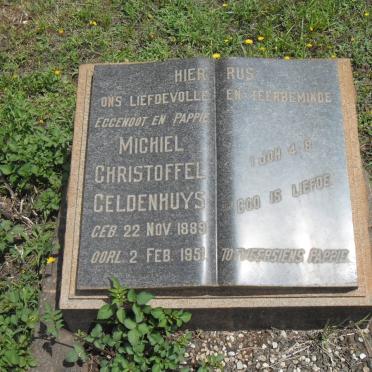 HIER RUS
ONS LIEFDEVOLLE EN TEERBEMINDE
EGGENOOT EN PAPPIE
MICHIEL
CHRISTOFFEL
GELDENHUYS
GEB. 22 NOV. 1889
OORL. 2 FEB. 1951
1 JOH 4:8
GOD IS LIEFDE
TOT WEERSIENS PAPPIE